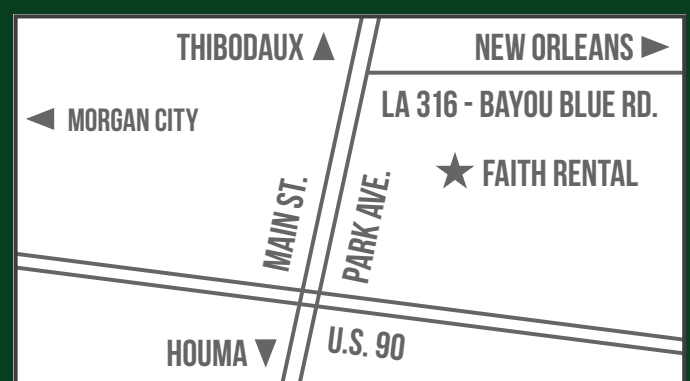 THIBODAUX
NEW ORLEANS
LA 316 - BAYOU BLUE RD.
MORGAN CITY
FAITH RENTAL
MAIN ST.
PARK AVE.
U.S. 90
HOUMA